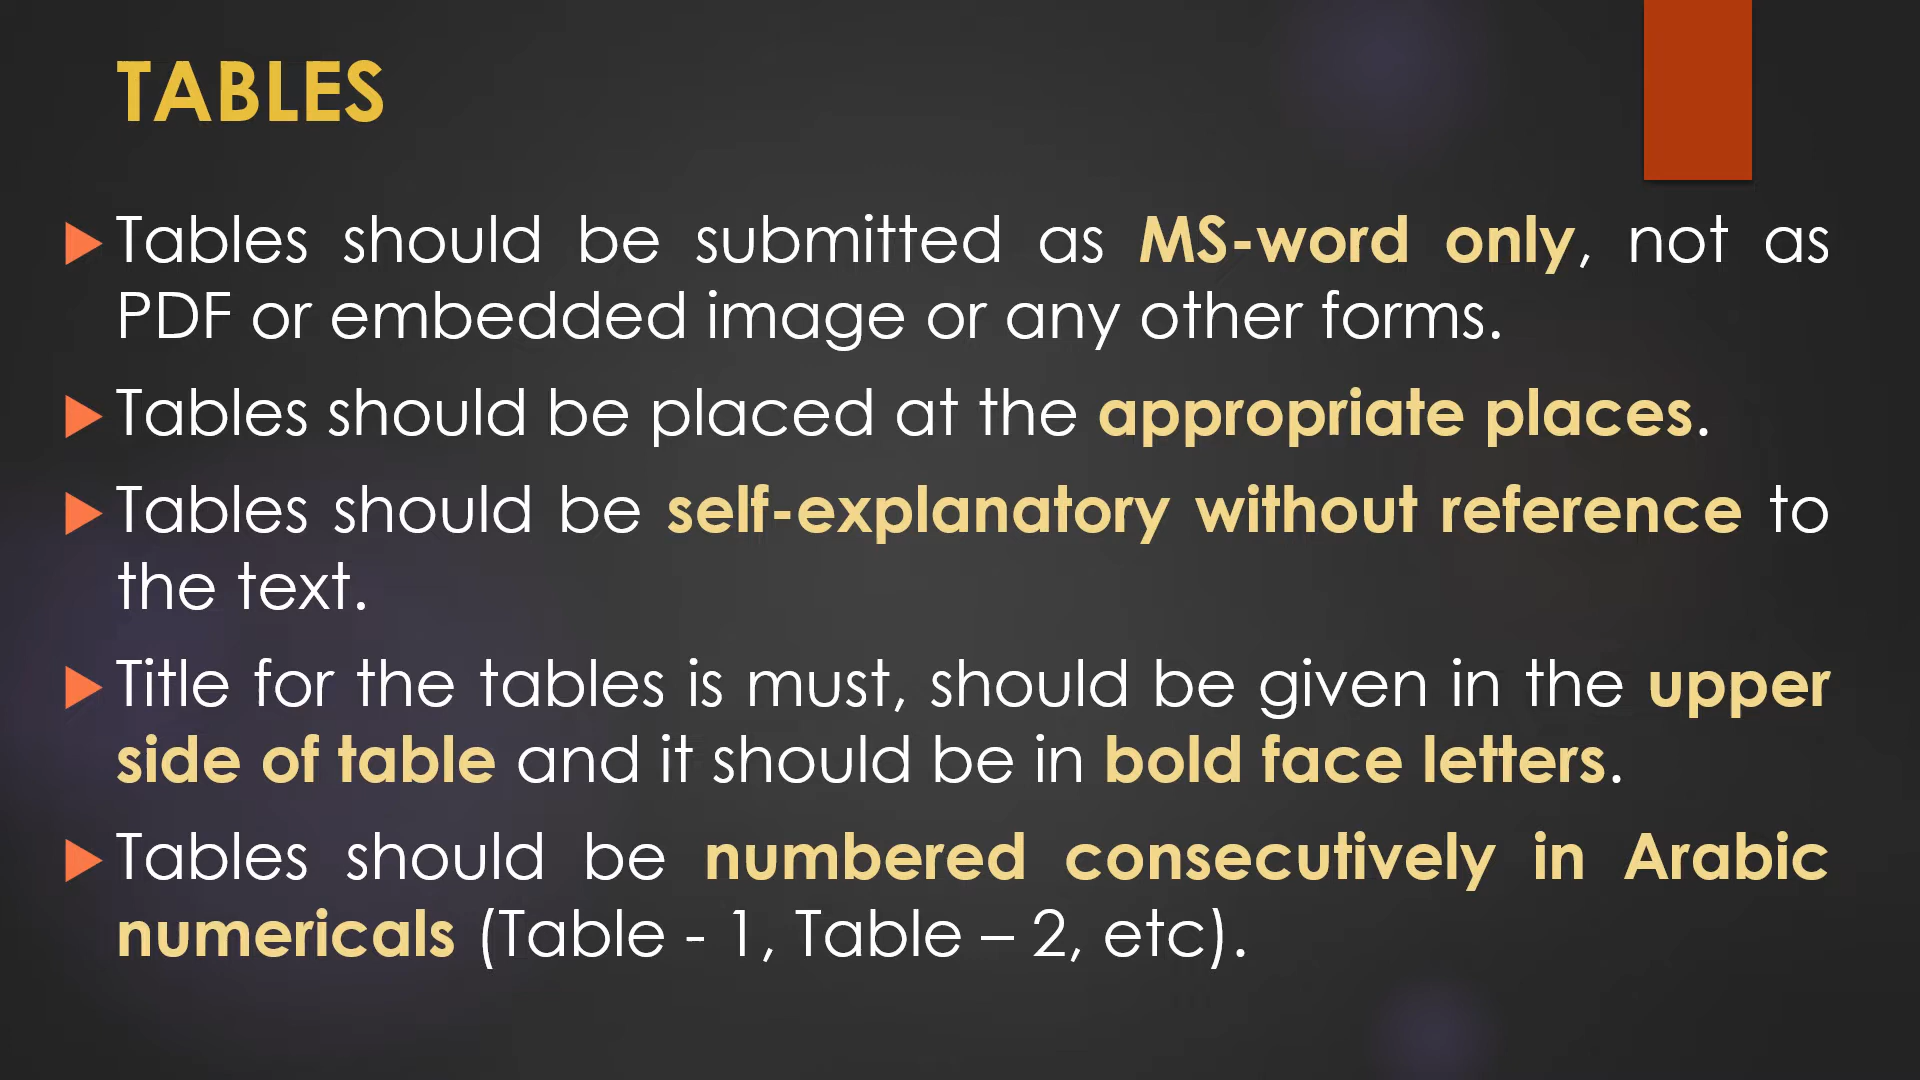 TABLES
Tables should be submitted as MS-word only, not as
PDF or embedded image or any other forms.
Tables should be placed at the appropriate places.
Tables should be self-explanatory without reference to
the text.
Title for the tables is must, should be given in the upper
side of table and it should be in bold face letters.
Tables should be numbered consecutively in Arabic
numericals (Table - 1, Table – 2, etc).